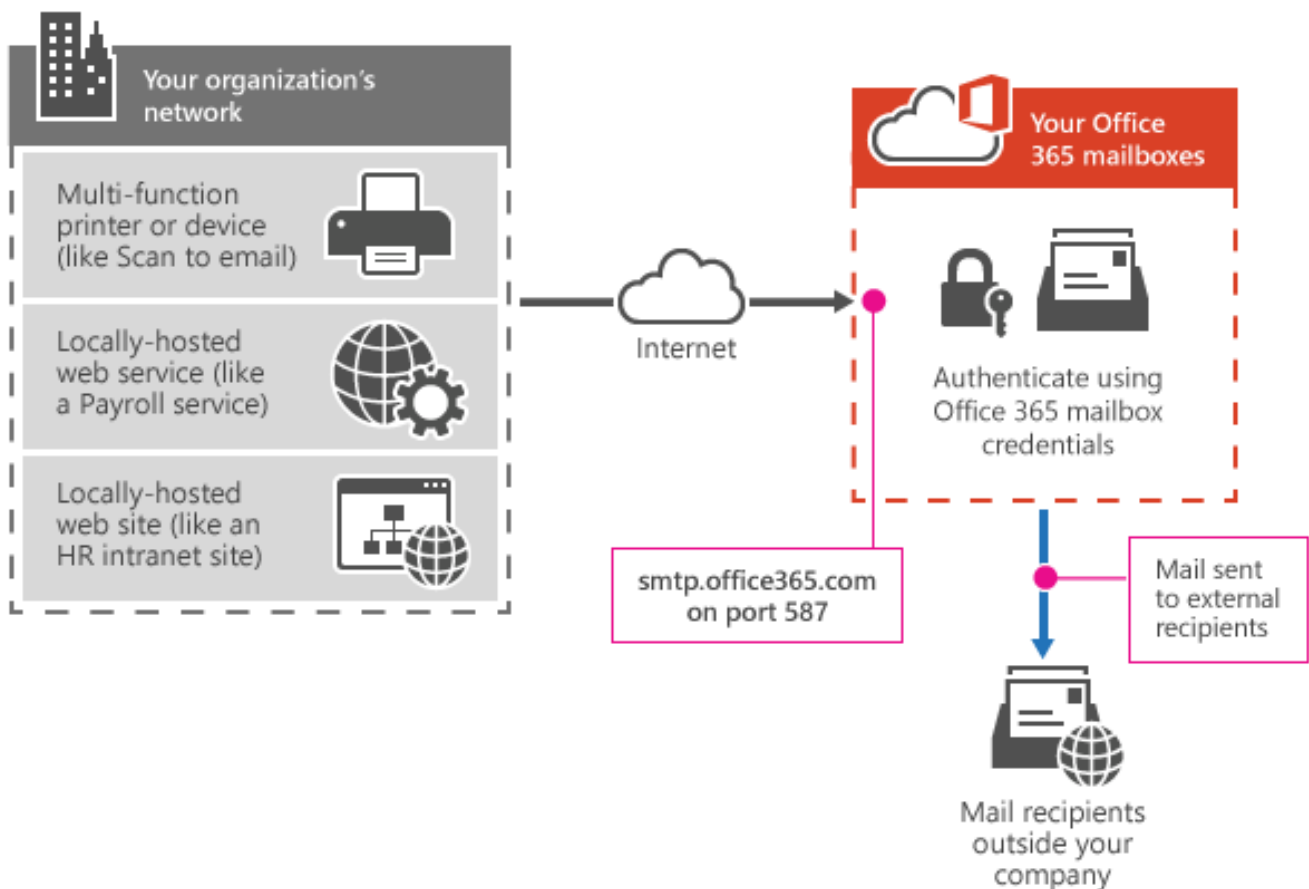 Your organization's
network
Multi-function
printer or device
(like Scan to email)
Locally-hosted
web service (like
a Payroll service)
Locally-hosted
web site (like an
HR intranet site)
Internet
Your Office
365 mailboxes
Authenticate using
Office 365 mailbox
credentials
smtp.office365.com
on port 587
Mail sent
to external
recipients
Mail recipients
outside your
company